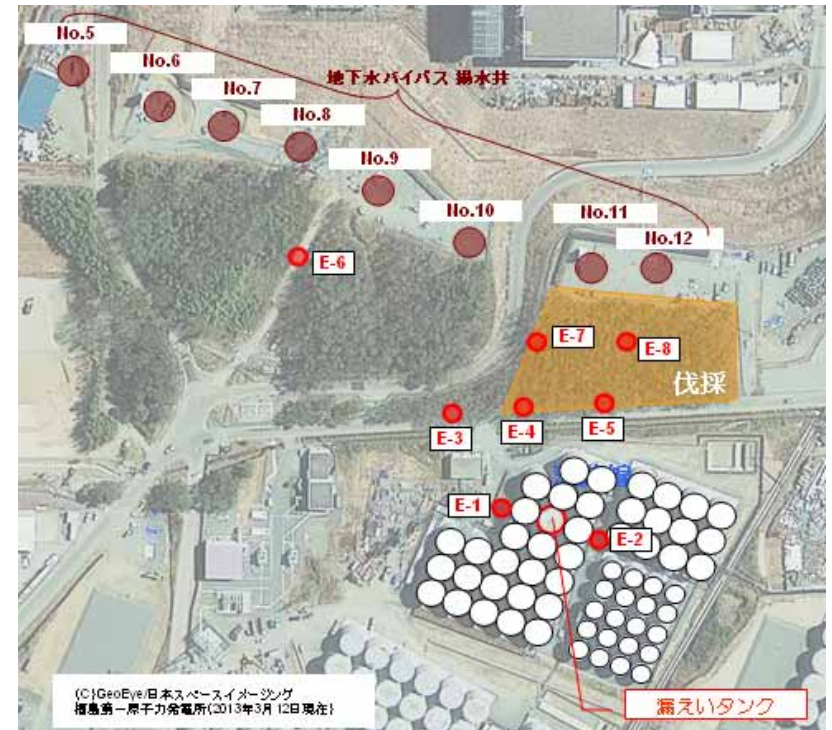 No.5
No.6
No.7
地下水バイパス 揚水井
No.8
No.9
No.10
No.11
No.12
E-6
E-7
E-8
伐採
E-3
E-4
E-5
E-1
E-2
(C)GeoEye/日本スペースイメージング
福島第一原子力発電所(2013年3月12日現在)
漏えいタンク